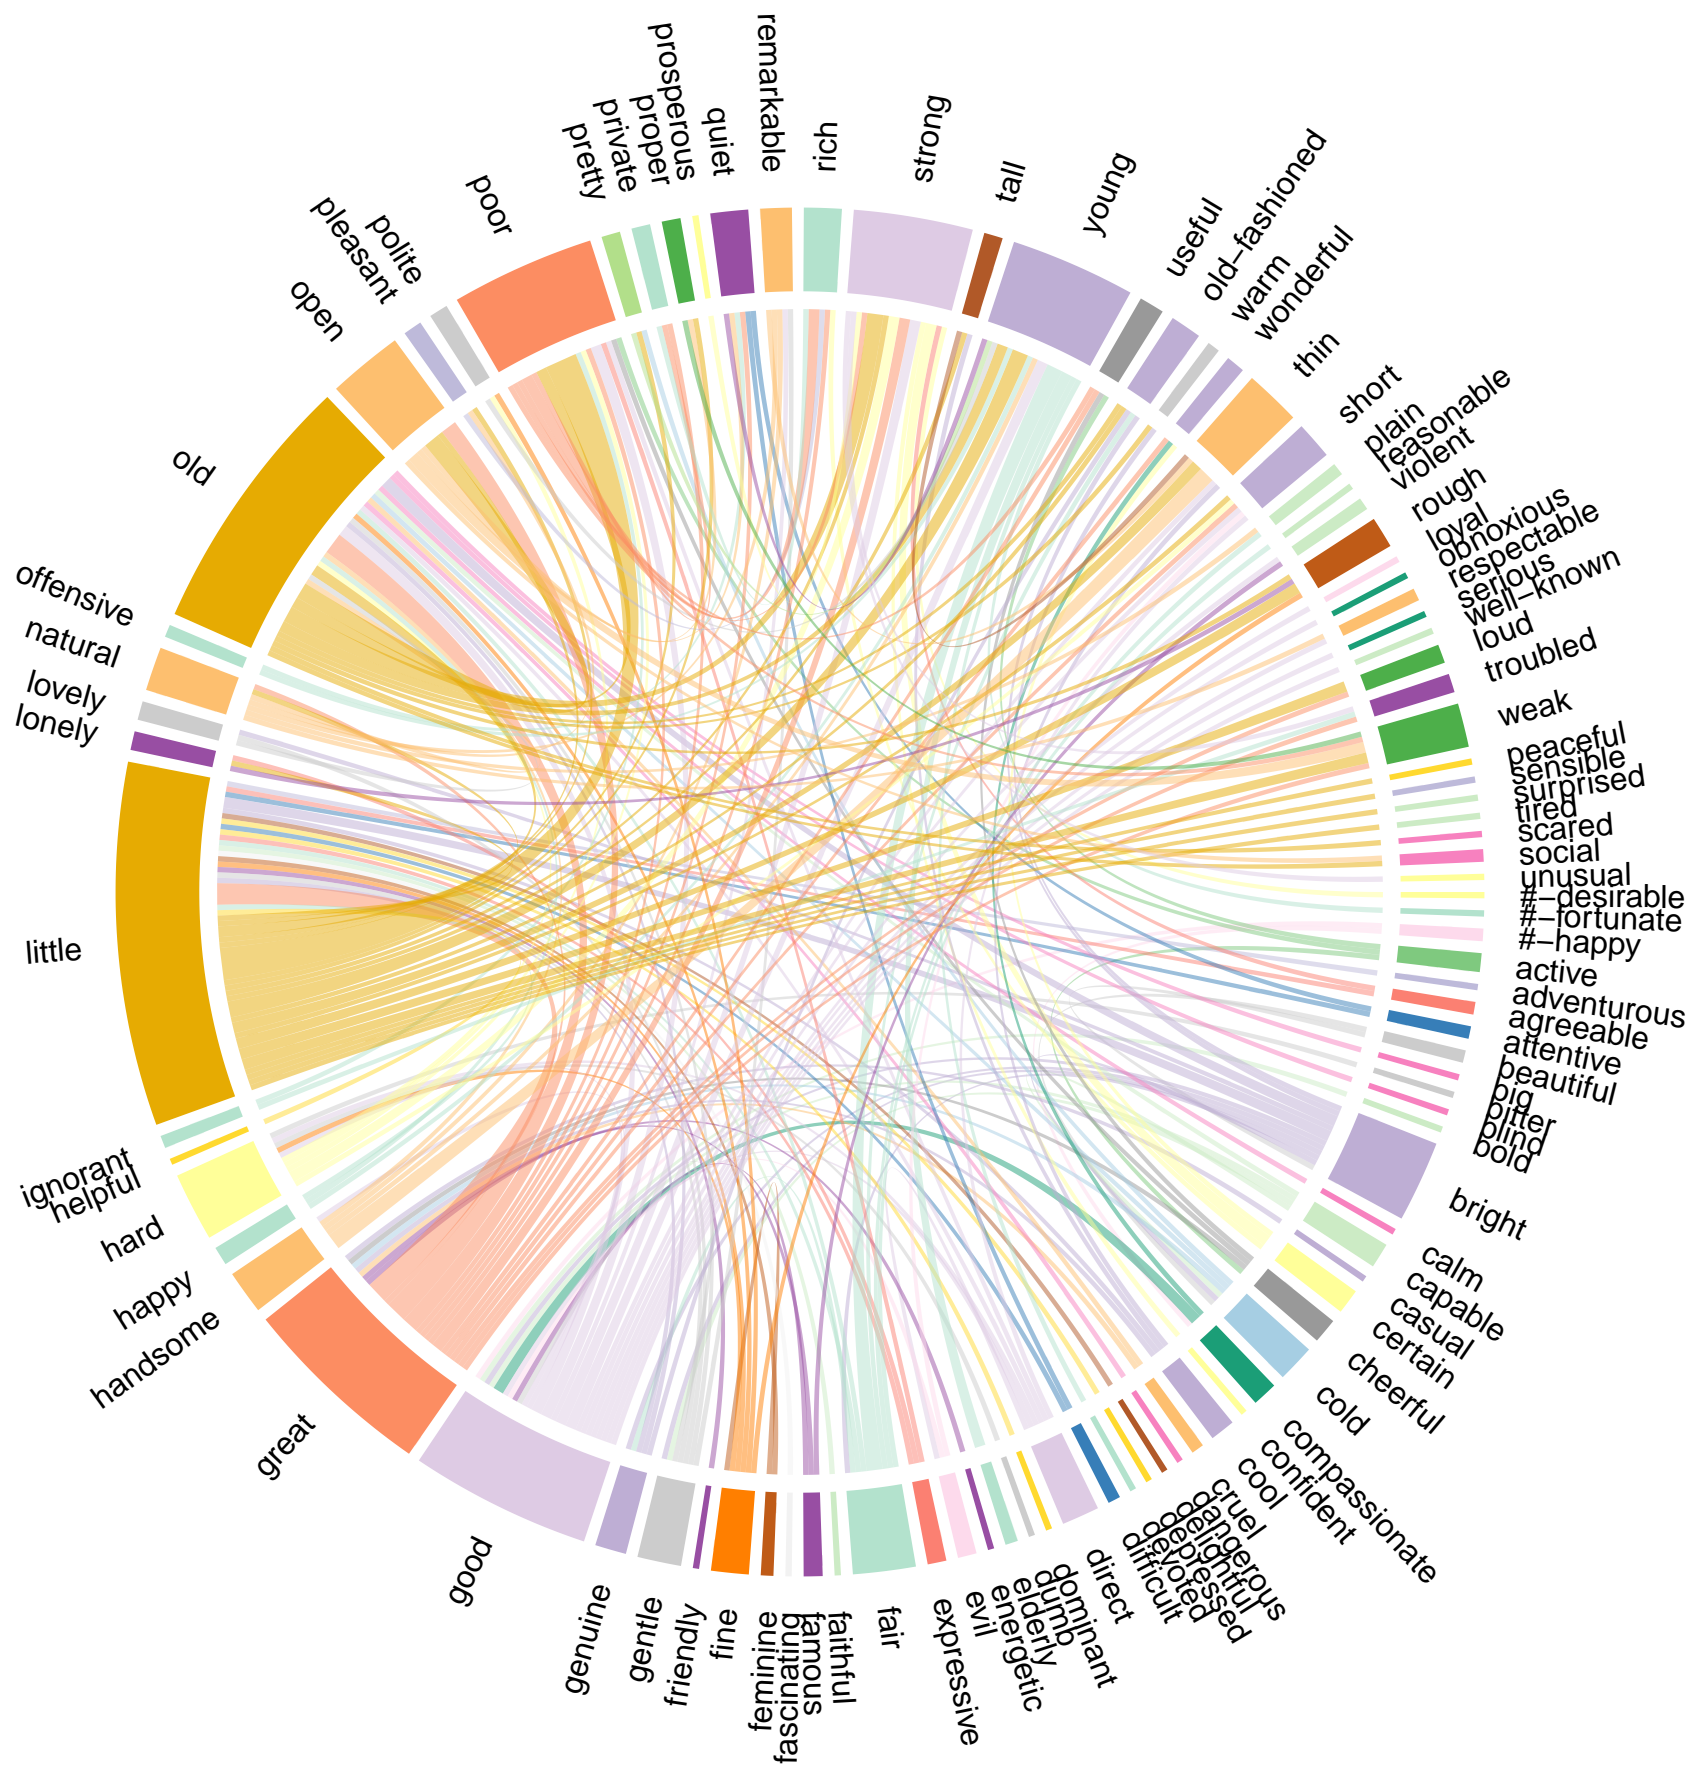 remarkable
rich
strong
tall
young
useful
old–fashioned
warm
wonderful
thin
short
plain
reasonable
violent
rough
loyal
obnoxious
respectable
serious
well–known
loud
troubled
weak
peaceful
sensible
surprised
tired
scared
social
unusual
#–desirable
#–fortunate
#–happy
active
adventurous
agreeable
attentive
beautiful
big
bitter
blind
bold
bright
calm
capable
casual
certain
cheerful
cold
compassionate
confident
cool
cruel
dangerous
delightful
depressed
devoted
difficult
direct
dominant
dumb
elderly
energetic
evil
expressive
fair
faithful
famous
fascinating
feminine
fine
friendly
gentle
genuine
good
great
handsome
happy
hard
helpful
ignorant
little
lonely
lovely
natural
offensive
old
open
pleasant
polite
poor
pretty
private
proper
prosperous
quiet